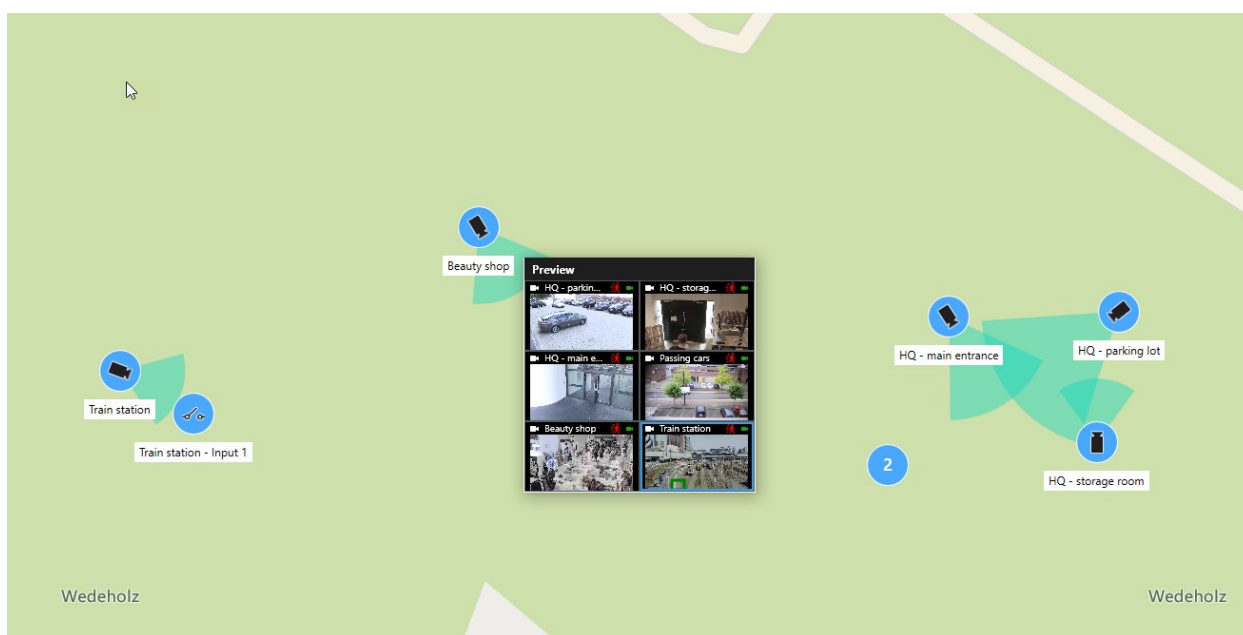 Beauty shop
Preview
HQ - parkin...
HQ - storag...
HQ - main e...
Passing cars
Beauty shop
Train station
HQ - main entrance
HQ - parking lot
Train station
Train station - Input 1
2
HQ - storage room
Wedeholz
Wedeholz